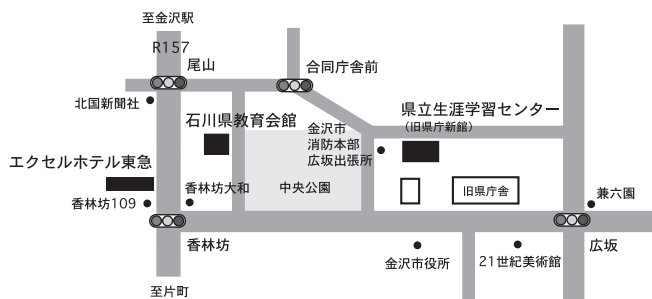 至金沢駅
R157
尾山
合同庁舎前
北国新聞社
石川県教育会館
金沢市
消防本部
広坂出張所
県立生涯学習センター
（旧県庁新館）
エクセルホテル東急
香林坊109
香林坊大和
中央公園
旧県庁舎
兼六園
香林坊
金沢市役所
21世紀美術館
広坂
至片町